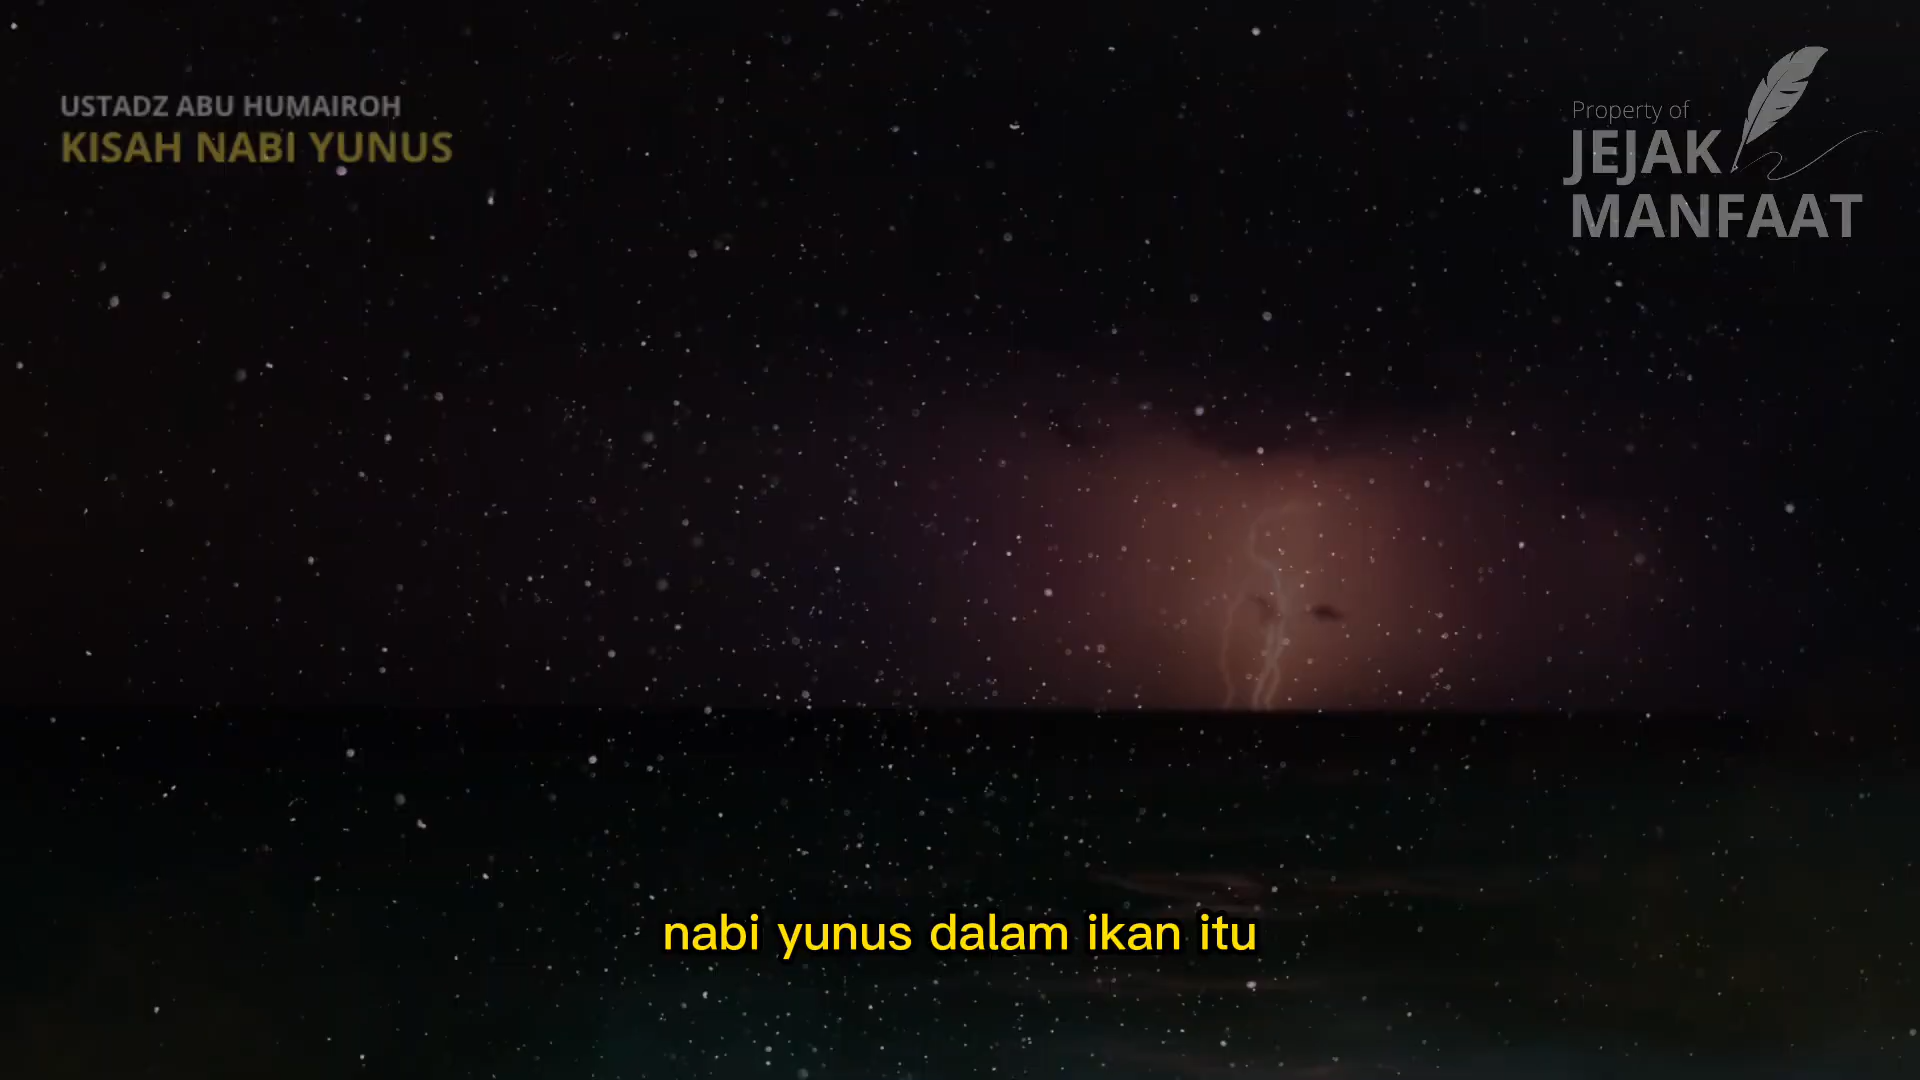 USTADZ ABU HUMAIROH
KISAH NABI YUNUS
Property of
JEJAK
MANFAAT
nabi yunus dalam ikan itu